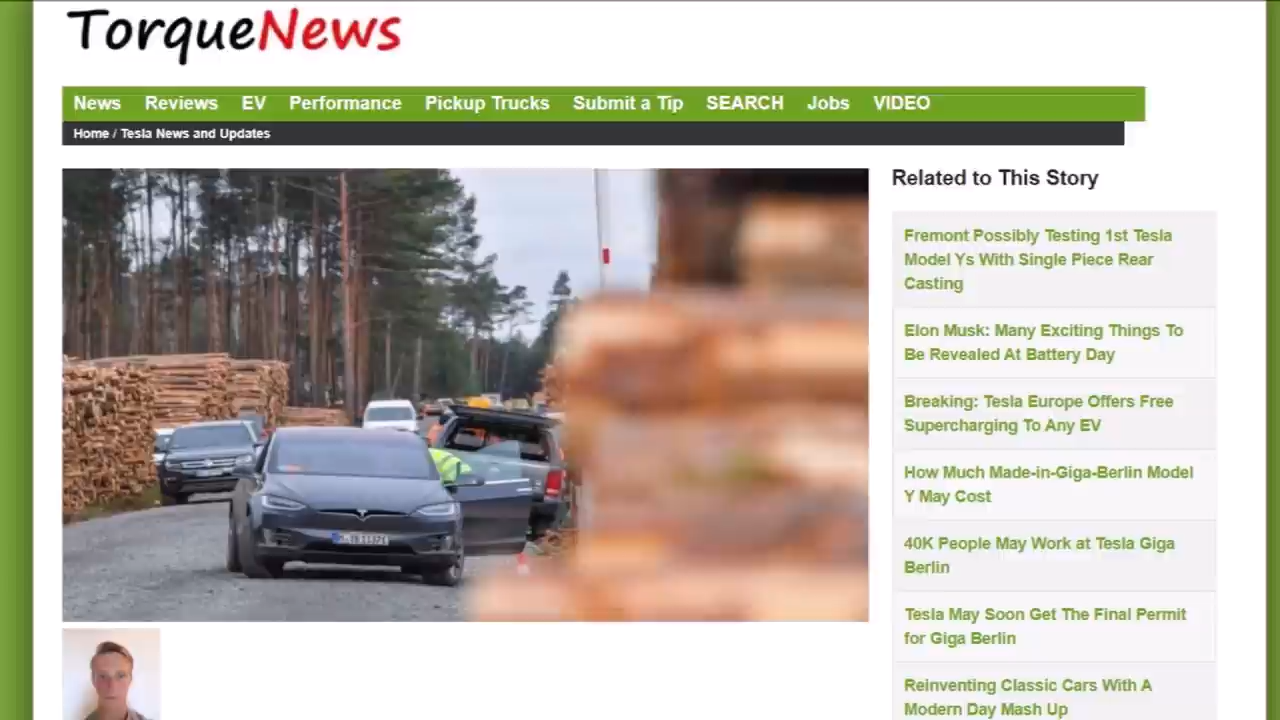 TorqueNews
News Reviews EV Performance Pickup Trucks Submit a Tip SEARCH Jobs VIDEO
Home / Tesla News and Updates
Related to This Story
Fremont Possibly Testing 1st Tesla
Model Ys With Single Piece Rear
Casting
Elon Musk: Many Exciting Things To
Be Revealed At Battery Day
Breaking: Tesla Europe Offers Free
Supercharging To Any EV
How Much Made-in-Giga-Berlin Model
Y May Cost
40K People May Work at Tesla Giga
Berlin
Tesla May Soon Get The Final Permit
for Giga Berlin
Reinventing Classic Cars With A
Modern Day Mash Up